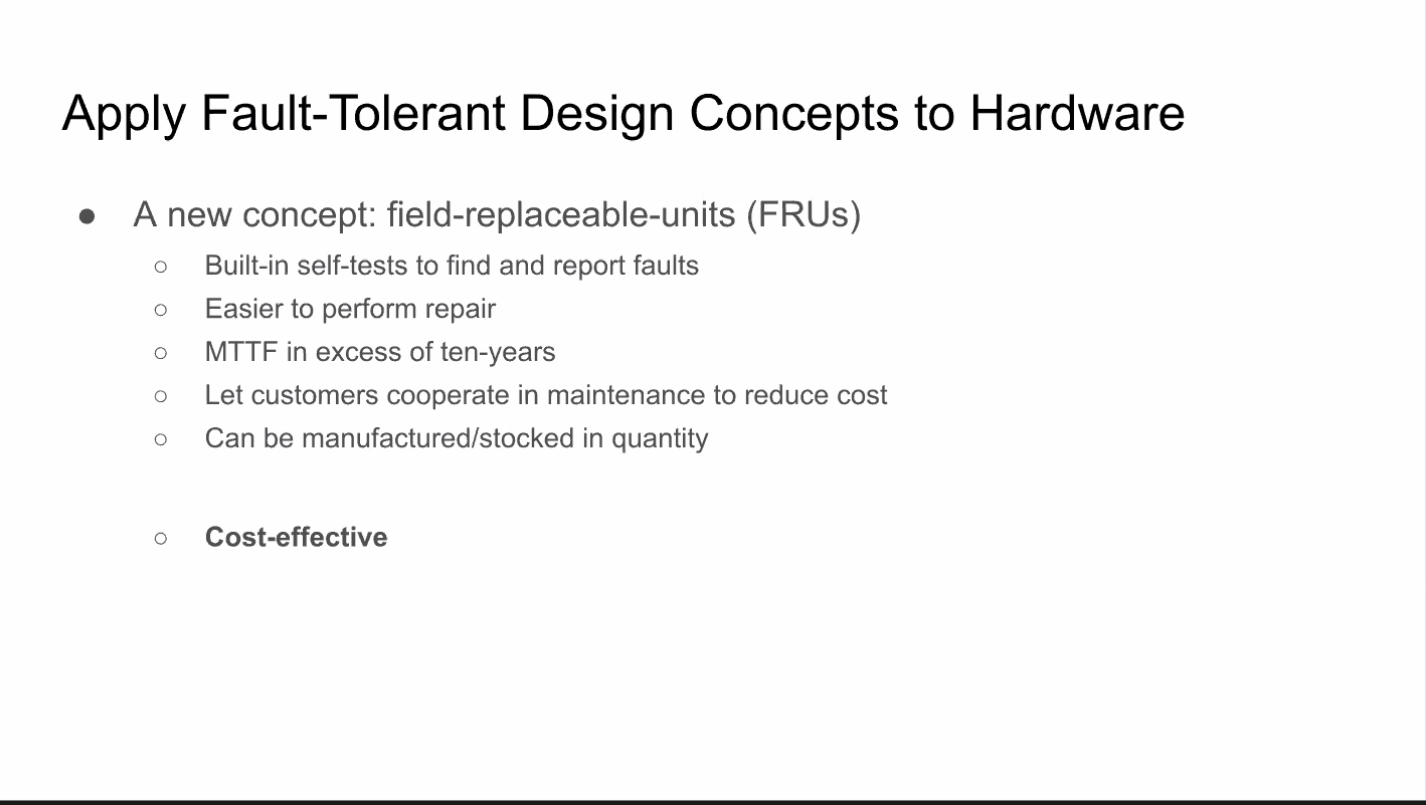 Apply Fault-Tolerant Design Concepts to Hardware
● A new concept: field-replaceable-units (FRUs)
○ Built-in self-tests to find and report faults
○ Easier to perform repair
○ MTTF in excess of ten-years
○ Let customers cooperate in maintenance to reduce cost
○ Can be manufactured/stocked in quantity
○ Cost-effective